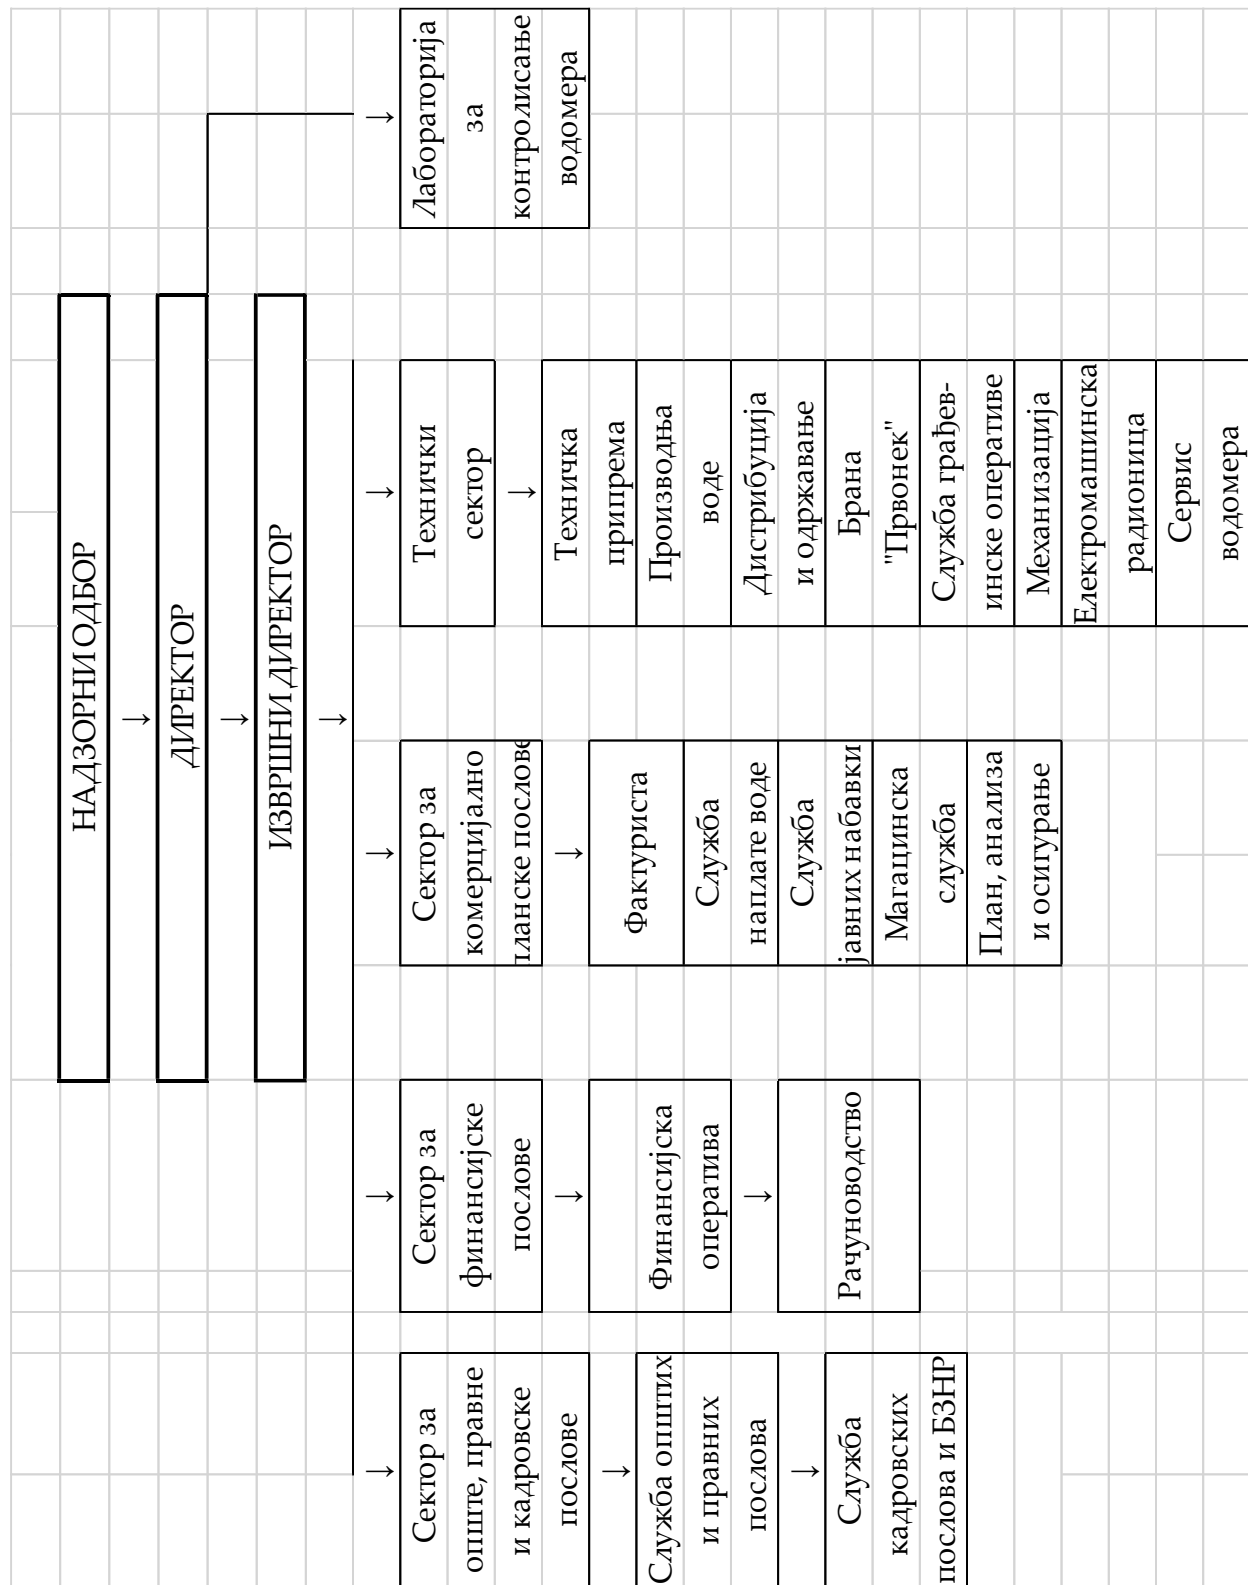 НАДЗОРНИ ОДБОР
↓
ДИРЕКТОР
↓
ИЗВРШНИ ДИРЕКТОР
↓
↓
Сектор за
опште, правне
и кадровске
послове
↓
Служба општих
и правних
послова
↓
Служба
кадровских
послова и БЗНР
↓
Сектор за
финансијске
послове
↓
Финансијска
оператива
↓
Рачуноводство
↓
Сектор за
комерцијално
планске послове
↓
Фактуриста
Служба
наплате воде
Служба
јавних набавки
Магацинска
служба
План, анализа
и осигурање
↓
Технички
сектор
↓
Техничка
припрема
Производња
воде
Дистрибуција
и одржавање
Брана
"Првонек"
Служба грађев-
инске оперативе
Механизација
Електромашинска
радионица
Сервис
водомера
↓
Лабораторија
за
контролисање
водомера